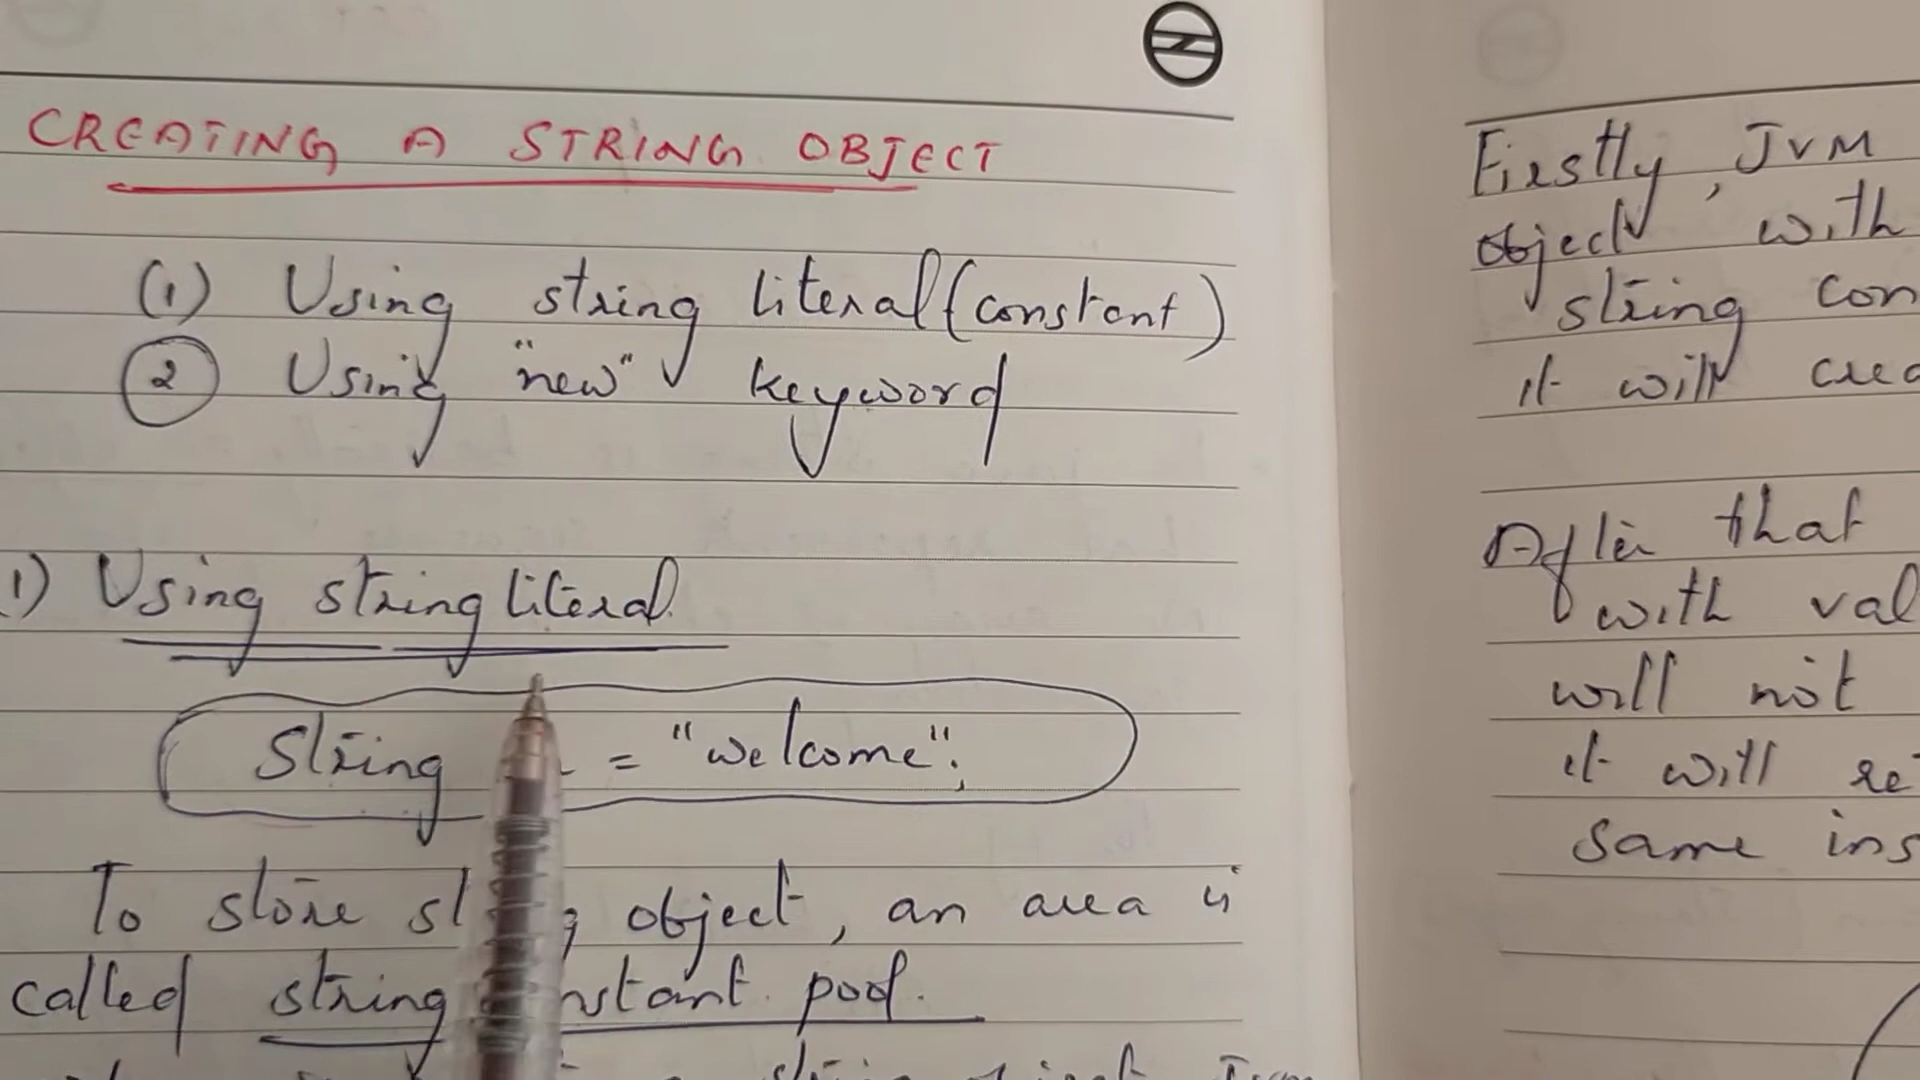 CREATING A STRING OBJECT
(1) Using string literal (constant)
(2) Using "new" keyword
1) Using string literal
String = "welcome";
To store object, an area is
called string pool.
Firstly, JVM
object with
string con
it will crea
After that
with val
will not
it will re
same ins